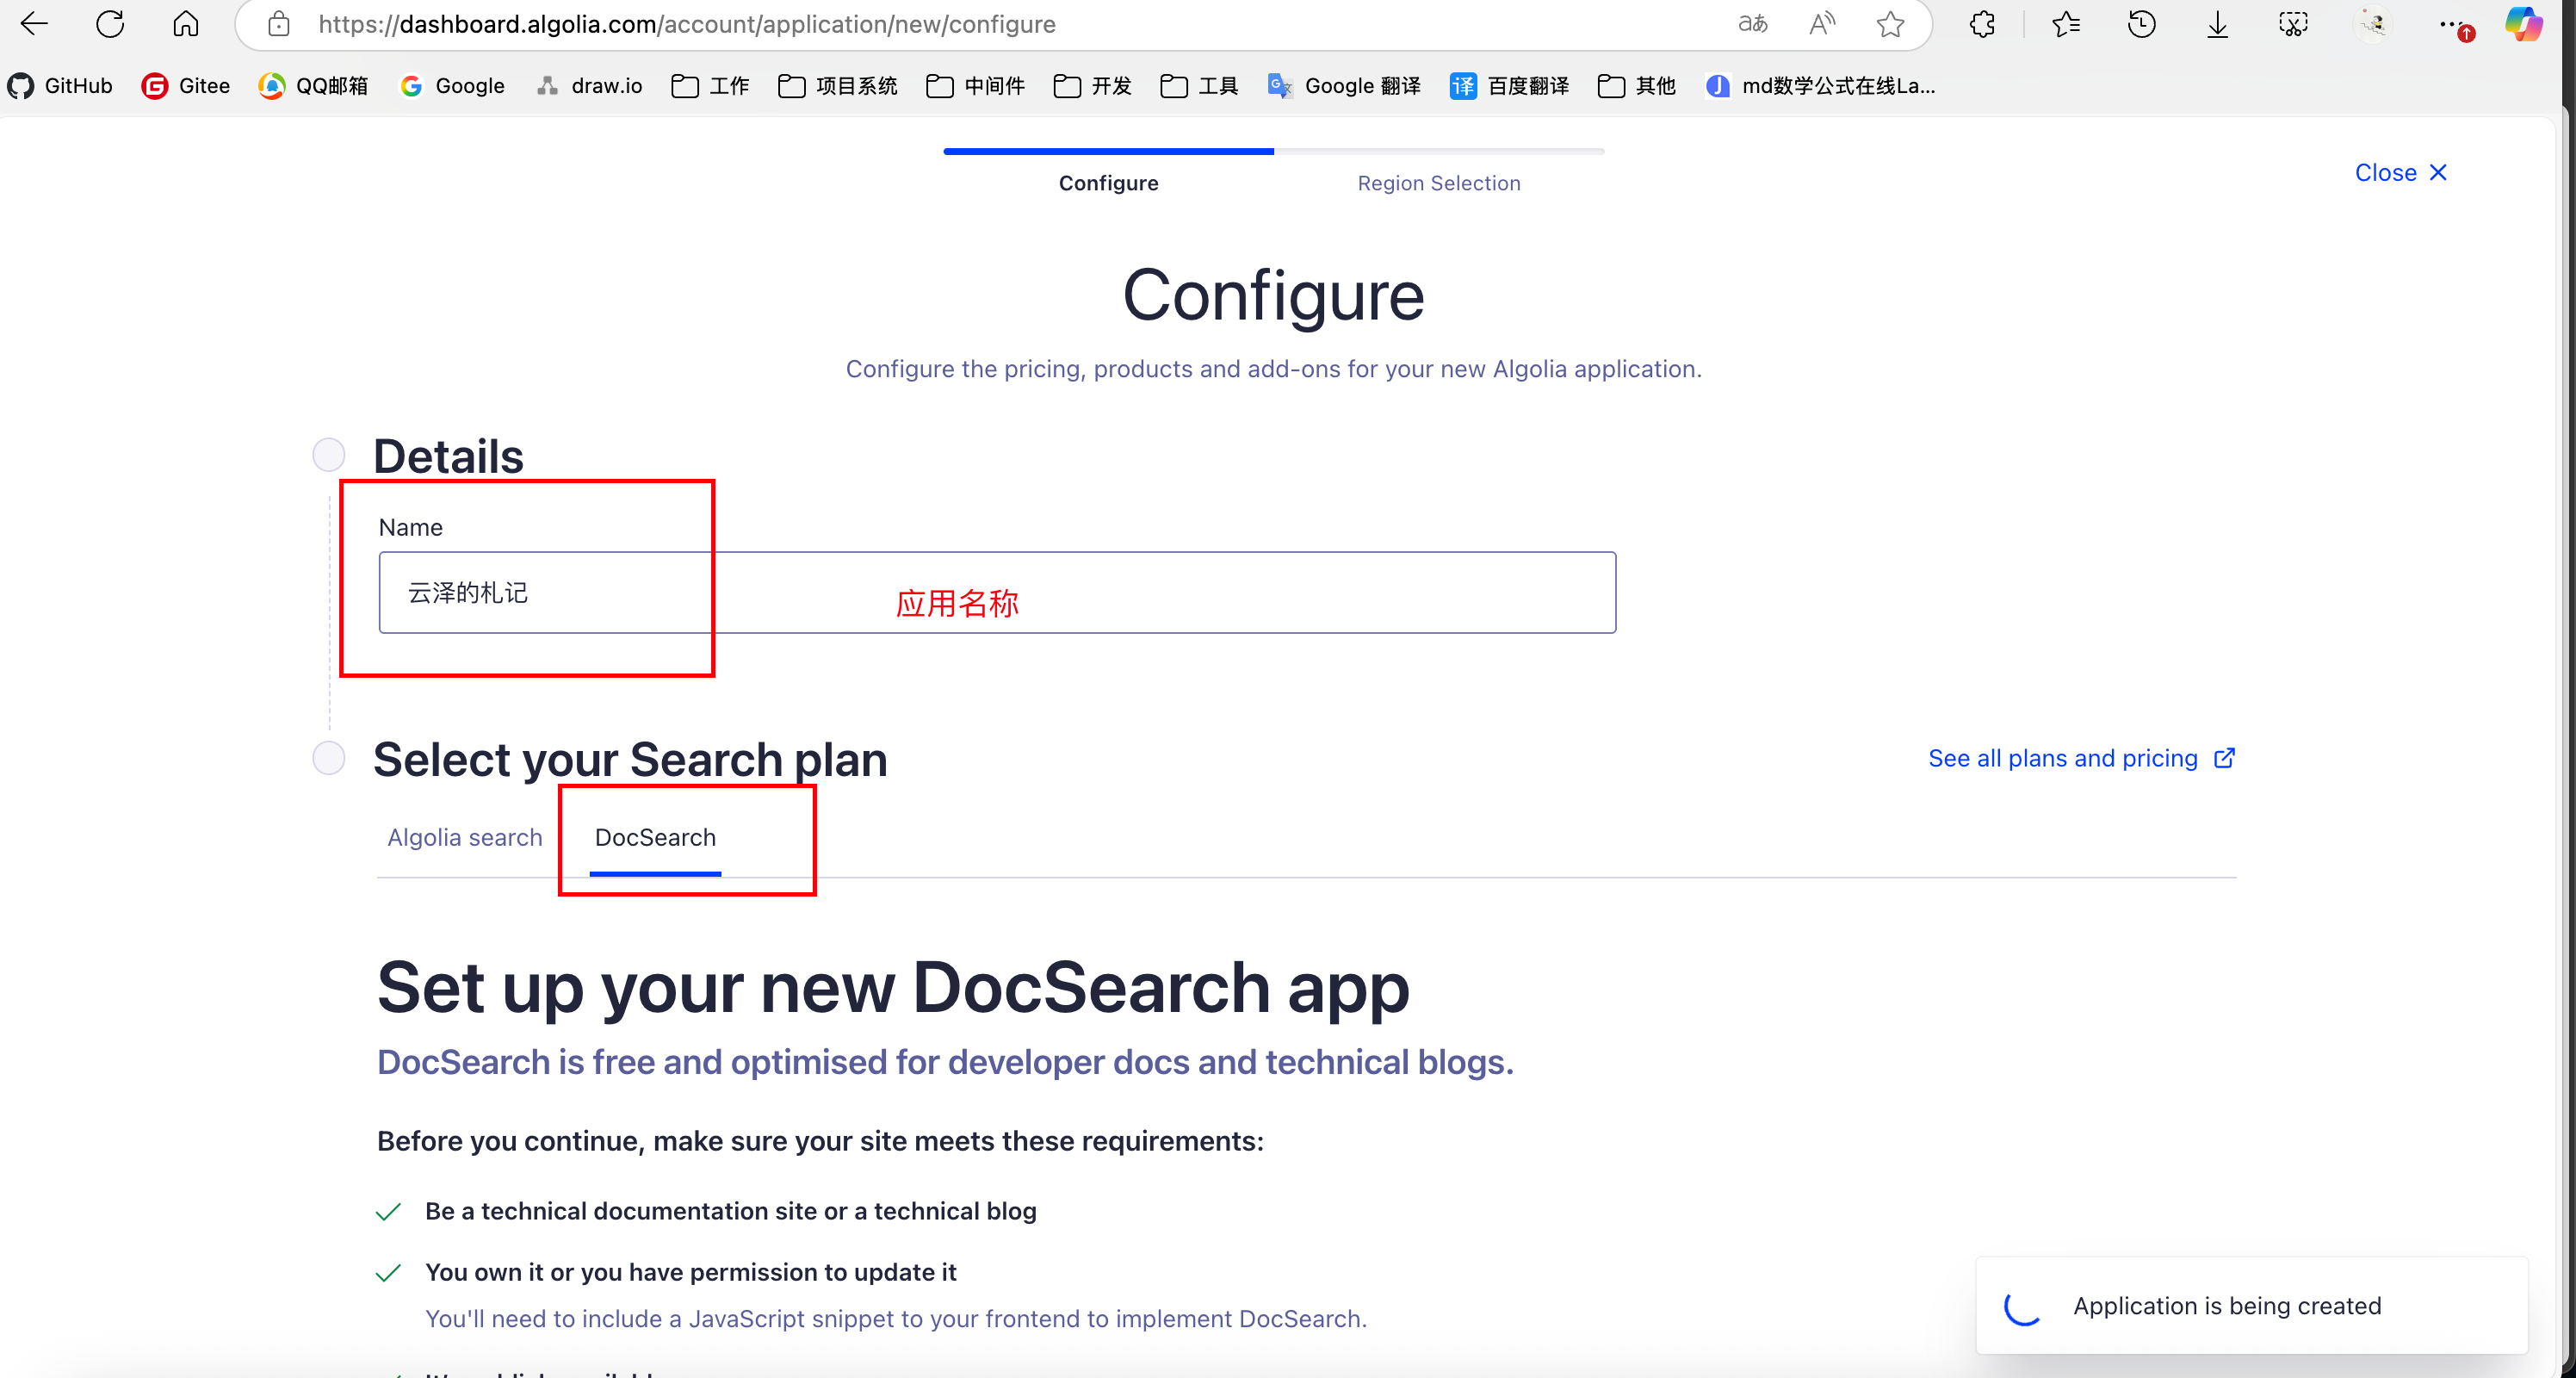 https://dashboard.algolia.com/account/application/new/configure
GitHub Gitee QQ邮箱 Google draw.io 工作 项目系统 中间件 开发 工具 Google 翻译 百度翻译 其他 md数学公式在线La...
Configure Region Selection
Close
Configure
Configure the pricing, products and add-ons for your new Algolia application.
Details
Name
云泽的札记
应用名称
Select your Search plan
See all plans and pricing
Algolia search DocSearch
Set up your new DocSearch app
DocSearch is free and optimised for developer docs and technical blogs.
Before you continue, make sure your site meets these requirements:
Be a technical documentation site or a technical blog
You own it or you have permission to update it
You'll need to include a JavaScript snippet to your frontend to implement DocSearch.
Application is being created